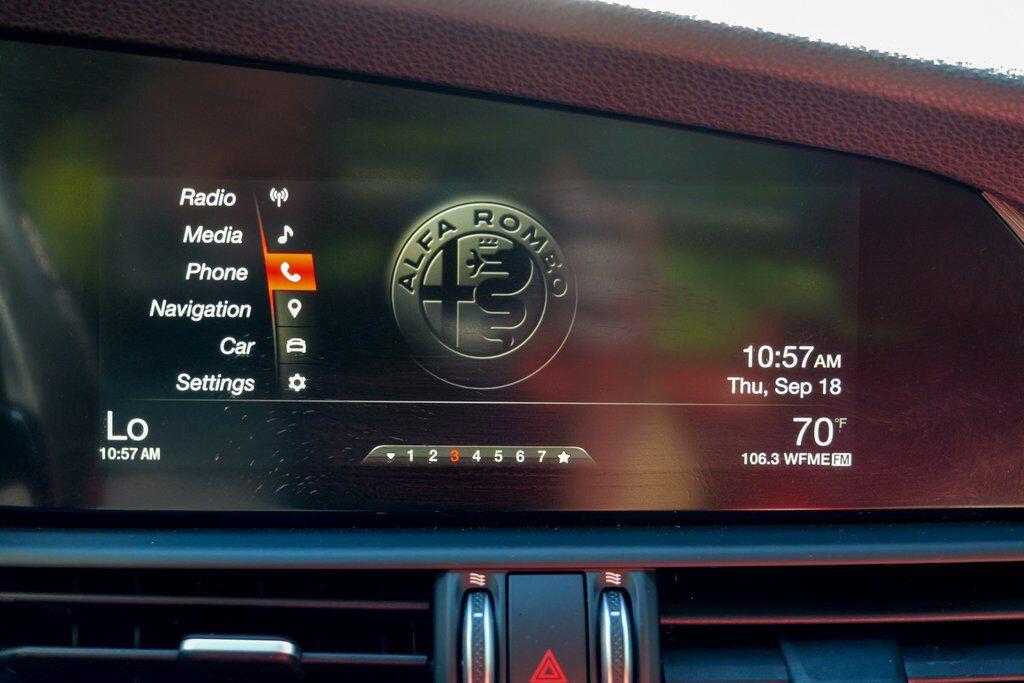 Radio
Media
Phone
Navigation
Car
Settings
ALFA ROMEO
10:57AM
Thu, Sep 18
Lo
10:57 AM
1 2 3 4 5 6 7
70°F
106.3 WFME FM